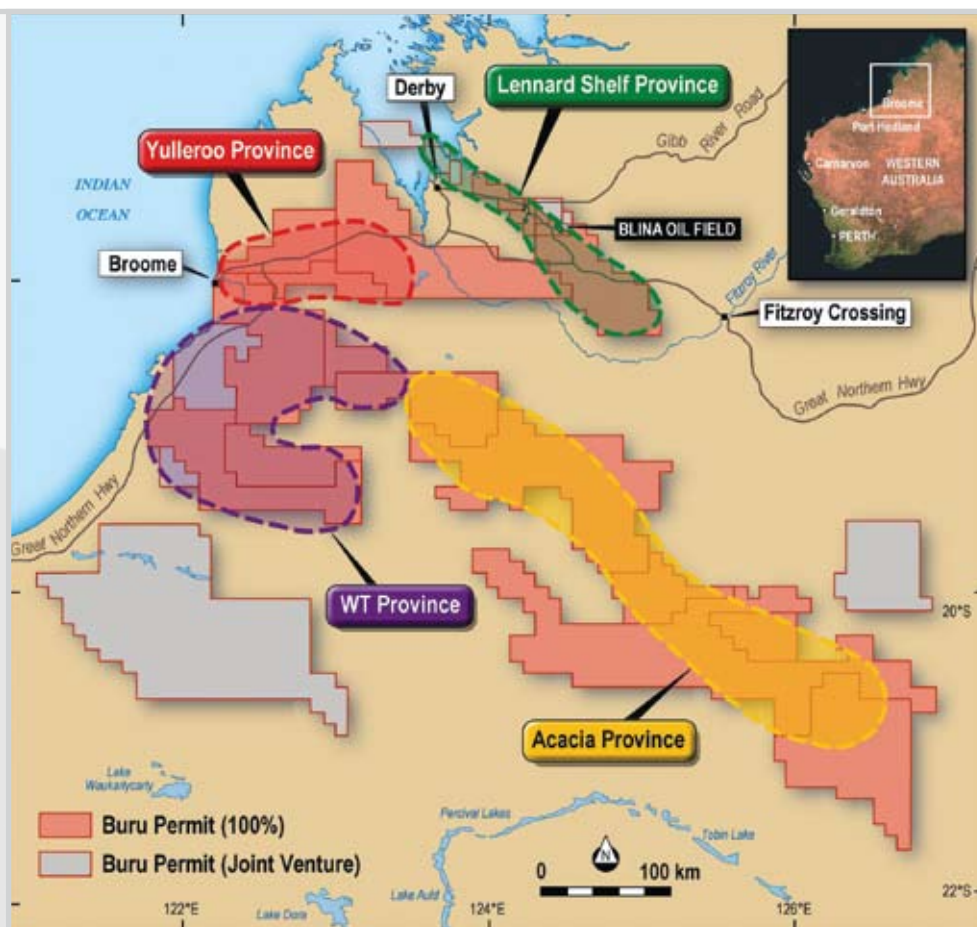 Derby
Lennard Shelf Province
Gibb River Road
Yulleroo Province
INDIAN
OCEAN
BLINA OIL FIELD
Broome
Fitzroy River
Fitzroy Crossing
Great Northern Hwy
Great Northern Hwy
WT Province
20°S
Acacia Province
Lake
Waukarlycarly
Buru Permit (100%)
Buru Permit (Joint Venture)
Percival Lakes
Tobin Lake
N
0
100 km
Lake Auld
Lake Dora
122°E
124°E
126°E
22°S
Broome
Port Hedland
Carnarvon
WESTERN
AUSTRALIA
Geraldton
PERTH